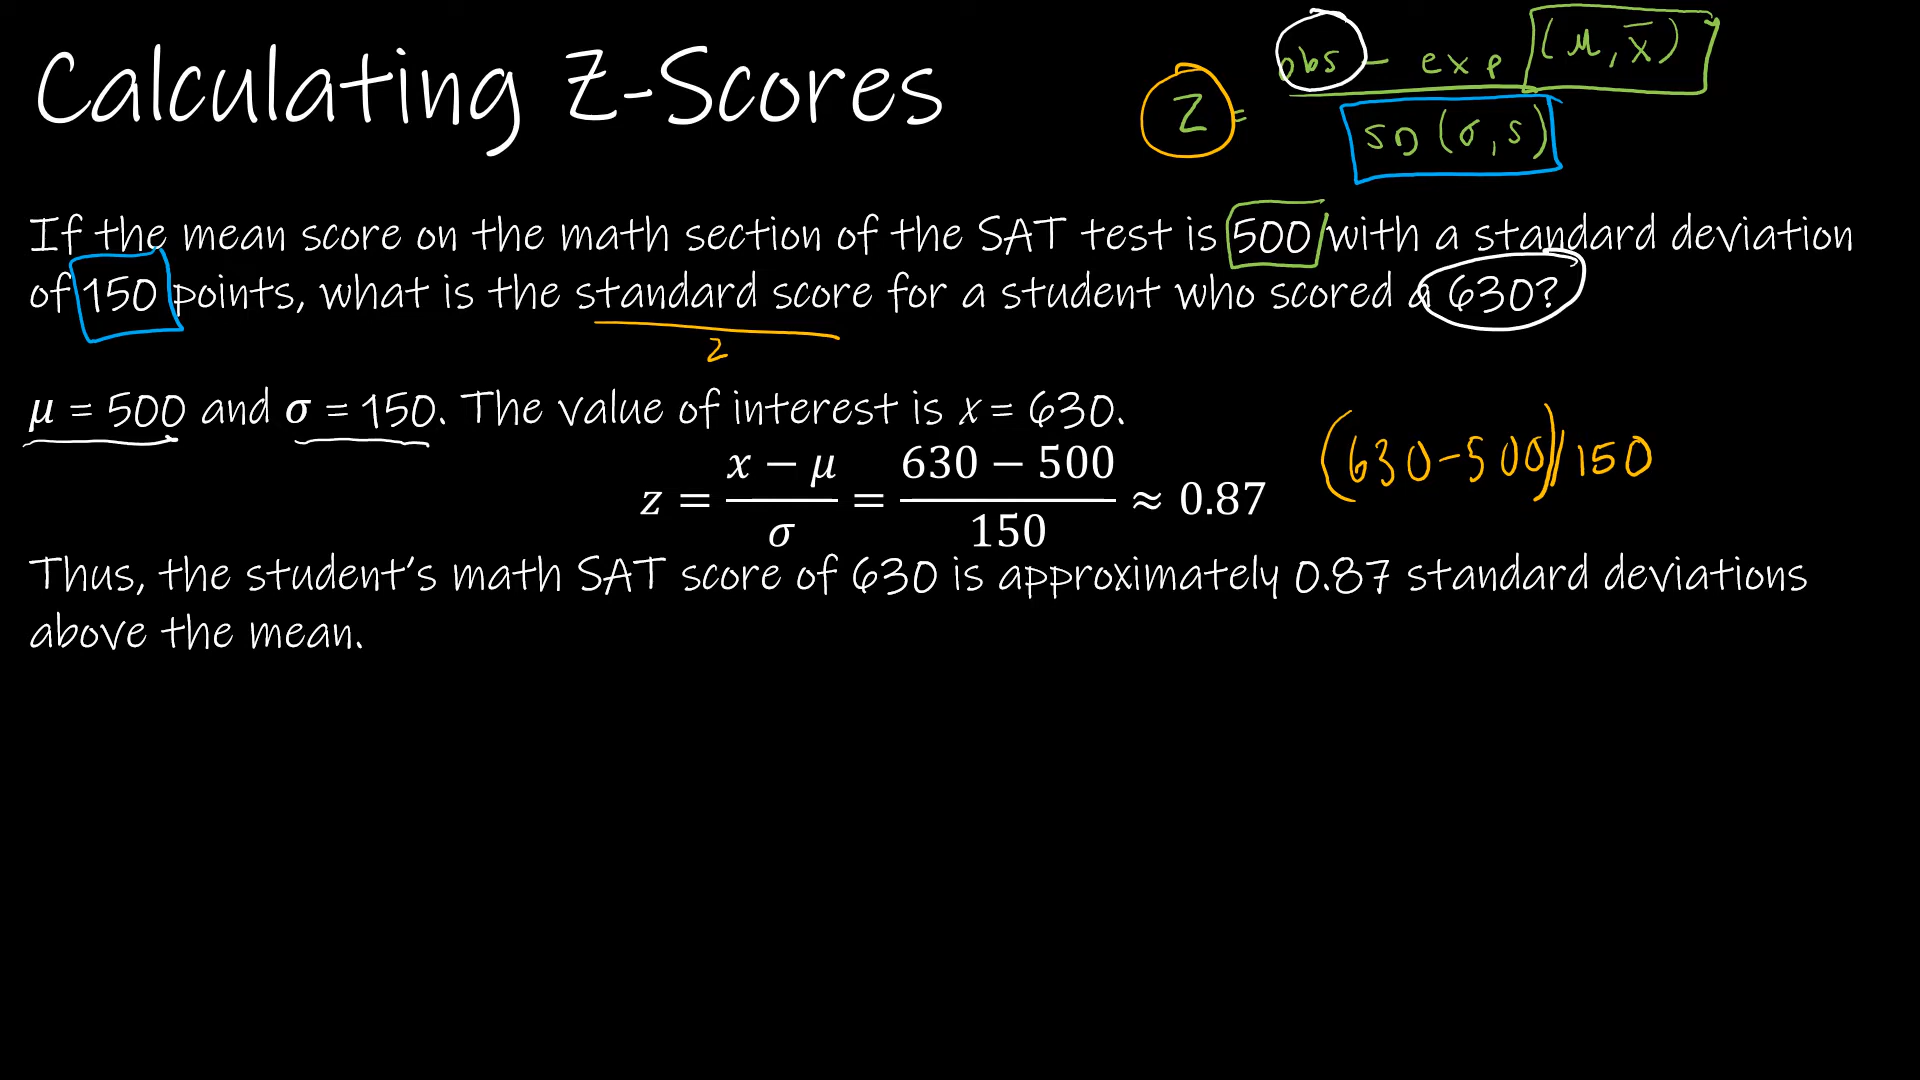 Calculating Z-Scores
Z = obs - exp (μ, x̄) / SD (σ, s)
If the mean score on the math section of the SAT test is 500 with a standard deviation
of 150 points, what is the standard score for a student who scored a 630?
z
μ = 500 and σ = 150. The value of interest is x = 630.
z = (x − μ)/σ = (630 − 500)/150 ≈ 0.87
(630-500)/150
Thus, the student's math SAT score of 630 is approximately 0.87 standard deviations
above the mean.